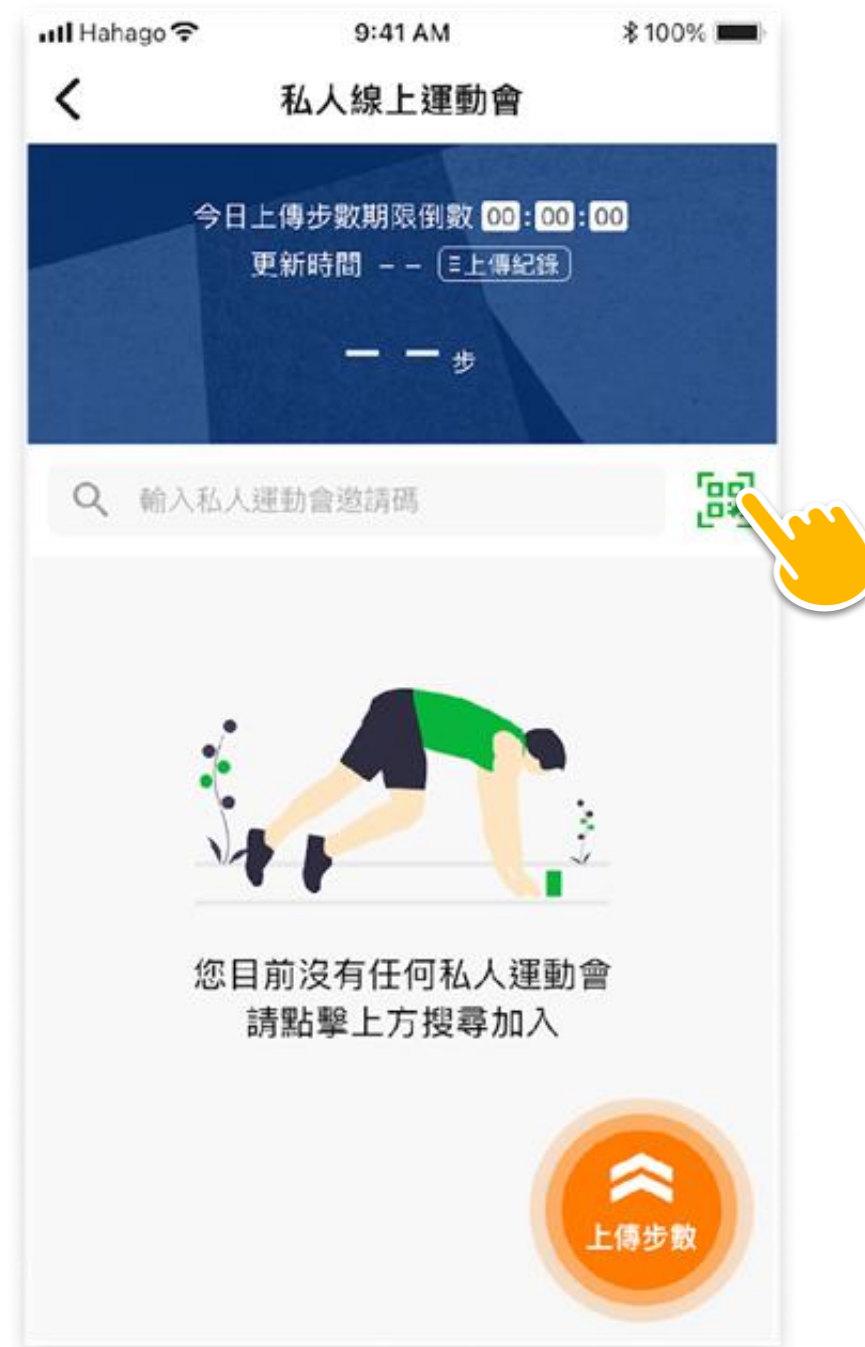 Hahago 9:41 AM 100%
私人線上運動會
今日上傳步數期限倒數 00:00:00
更新時間 – – 上傳紀錄
– – 步
輸入私人運動會邀請碼
您目前沒有任何私人運動會
請點擊上方搜尋加入
上傳步數